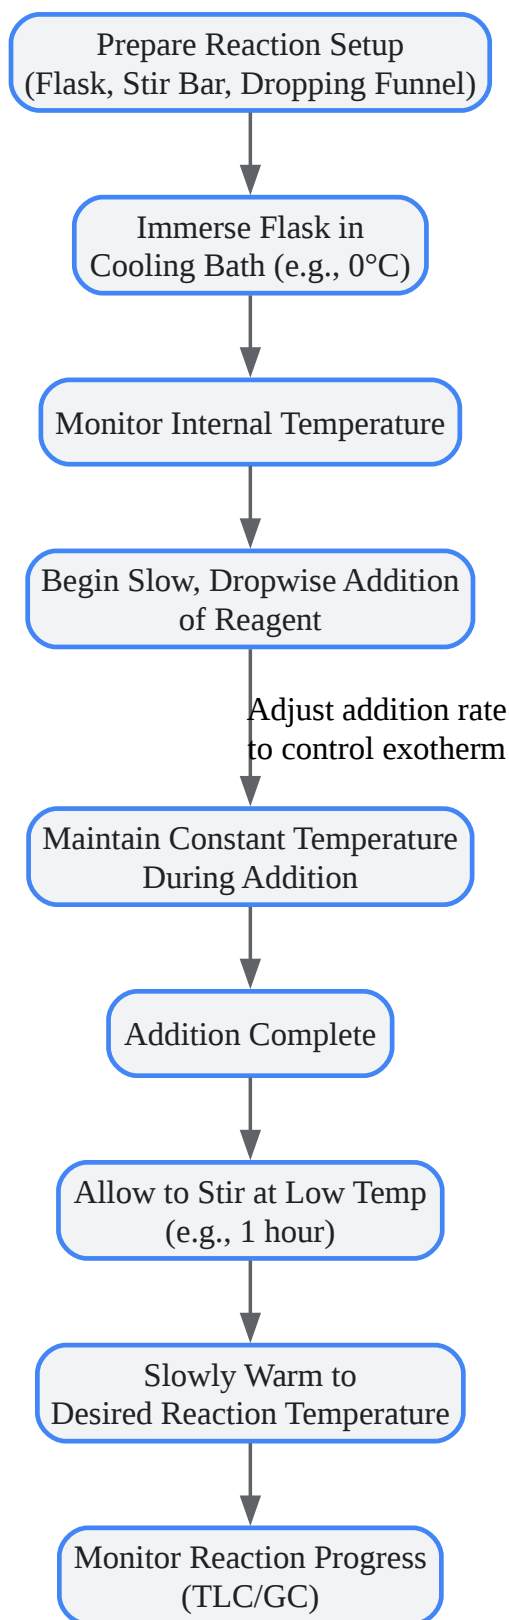 Prepare Reaction Setup
(Flask, Stir Bar, Dropping Funnel)
Immerse Flask in
Cooling Bath (e.g., 0°C)
Monitor Internal Temperature
Begin Slow, Dropwise Addition
of Reagent
Adjust addition rate
to control exotherm
Maintain Constant Temperature
During Addition
Addition Complete
Allow to Stir at Low Temp
(e.g., 1 hour)
Slowly Warm to
Desired Reaction Temperature
Monitor Reaction Progress
(TLC/GC)